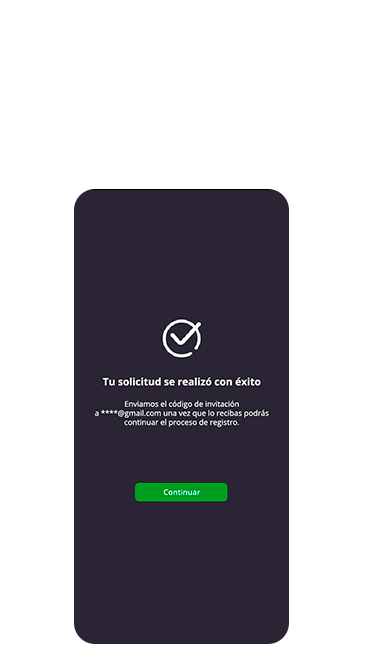 Tu solicitud se realizó con éxito
Enviamos el código de invitación
a ****@gmail.com una vez que lo recibas podrás
continuar el proceso de registro.
Continuar